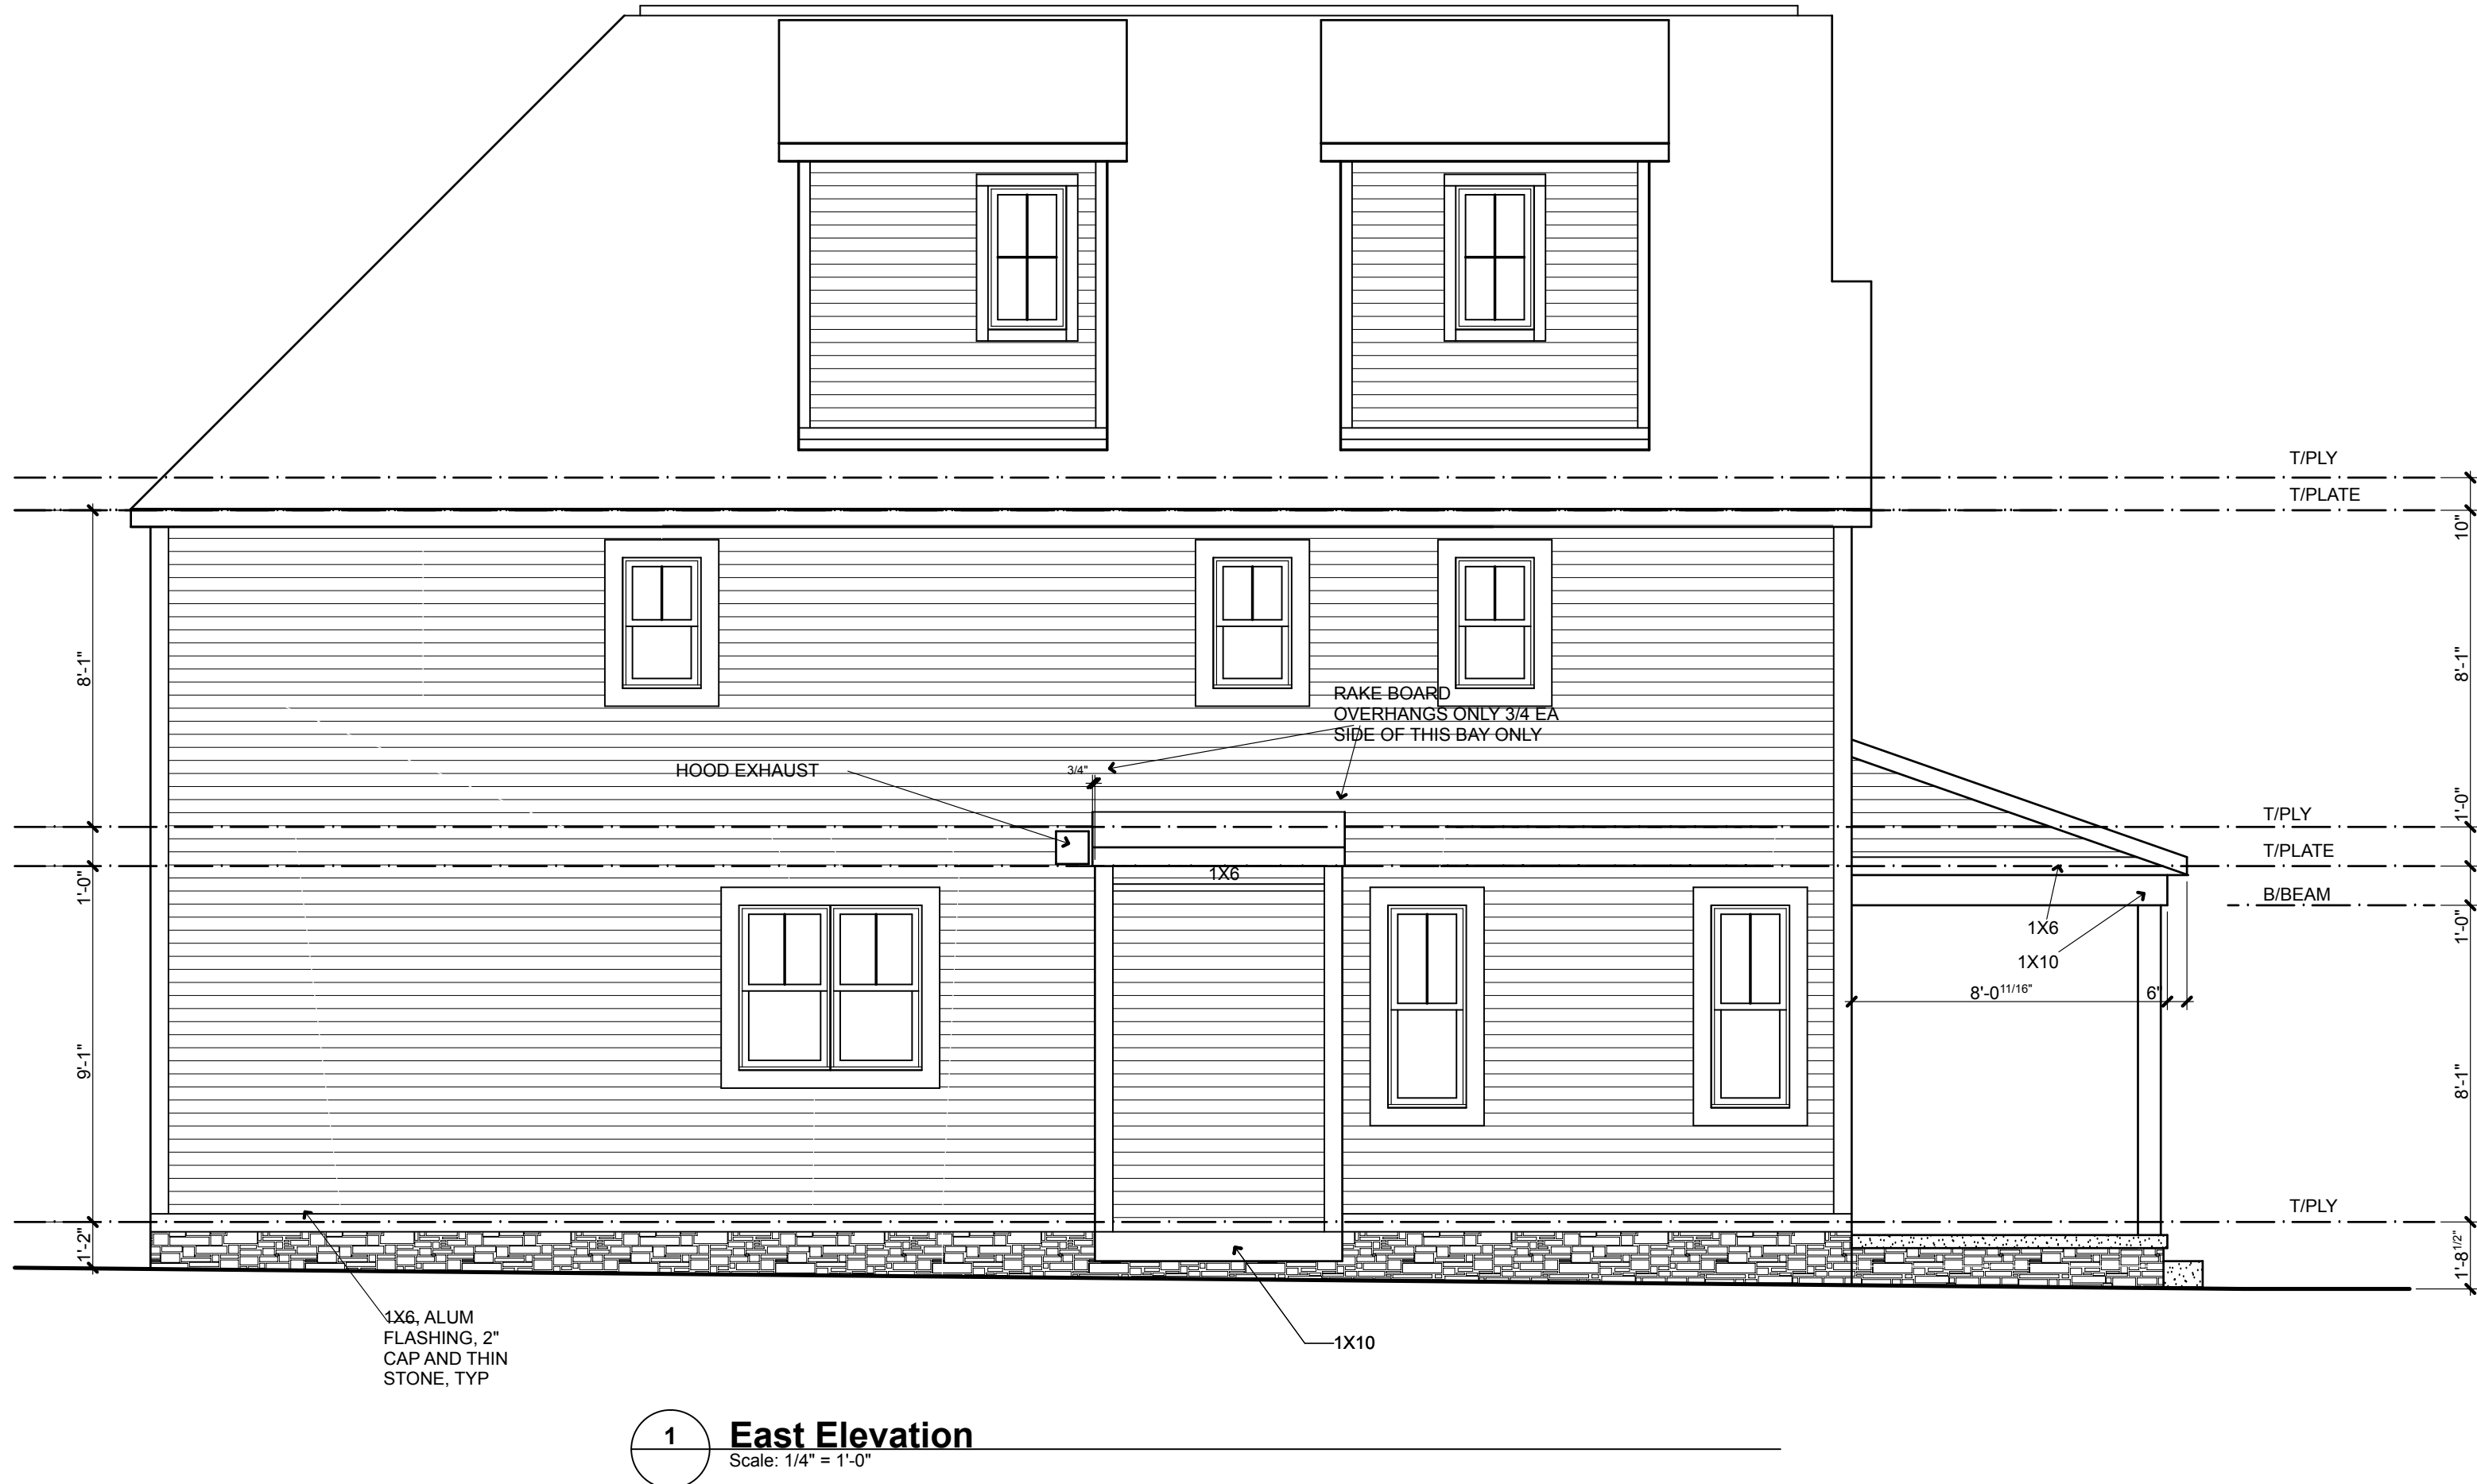 T/PLY
T/PLATE
10"
8'-1"
8'-1"
RAKE BOARD
OVERHANGS ONLY 3/4 EA
SIDE OF THIS BAY ONLY
HOOD EXHAUST
3/4"
1'-0"
T/PLY
T/PLATE
1X6
1'-0"
B/BEAM
1'-0"
1X6
1X10
8'-0 11/16"
6"
9'-1"
8'-1"
T/PLY
1'-2"
1'-8 1/2"
1X6, ALUM
FLASHING, 2"
CAP AND THIN
STONE, TYP
1X10
1
East Elevation
Scale: 1/4" = 1'-0"